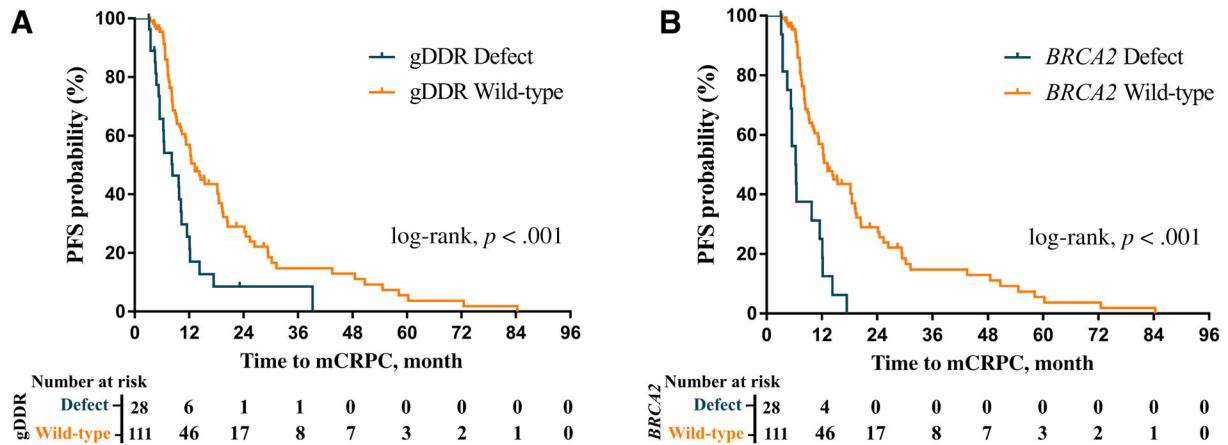 A
PFS probability (%)
100
80
60
40
20
0
gDDR Defect
gDDR Wild-type
log-rank, p < .001
0 12 24 36 48 60 72 84 96
Time to mCRPC, month
Number at risk
gDDR
Defect 28 6 1 1 0 0 0 0 0
Wild-type 111 46 17 8 7 3 2 1 0
B
PFS probability (%)
100
80
60
40
20
0
BRCA2 Defect
BRCA2 Wild-type
log-rank, p < .001
0 12 24 36 48 60 72 84 96
Time to mCRPC, month
Number at risk
BRCA2
Defect 28 4 0 0 0 0 0 0 0
Wild-type 111 46 17 8 7 3 2 1 0